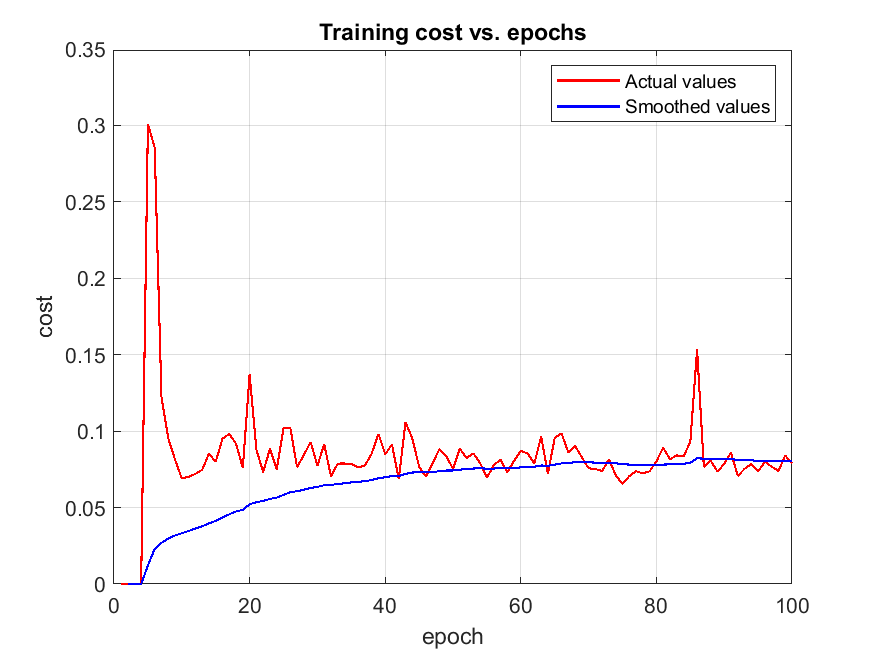 Training cost vs. epochs
0.35
0.3
0.25
0.2
0.15
0.1
0.05
0
cost
Actual values
Smoothed values
0 20 40 60 80 100
epoch